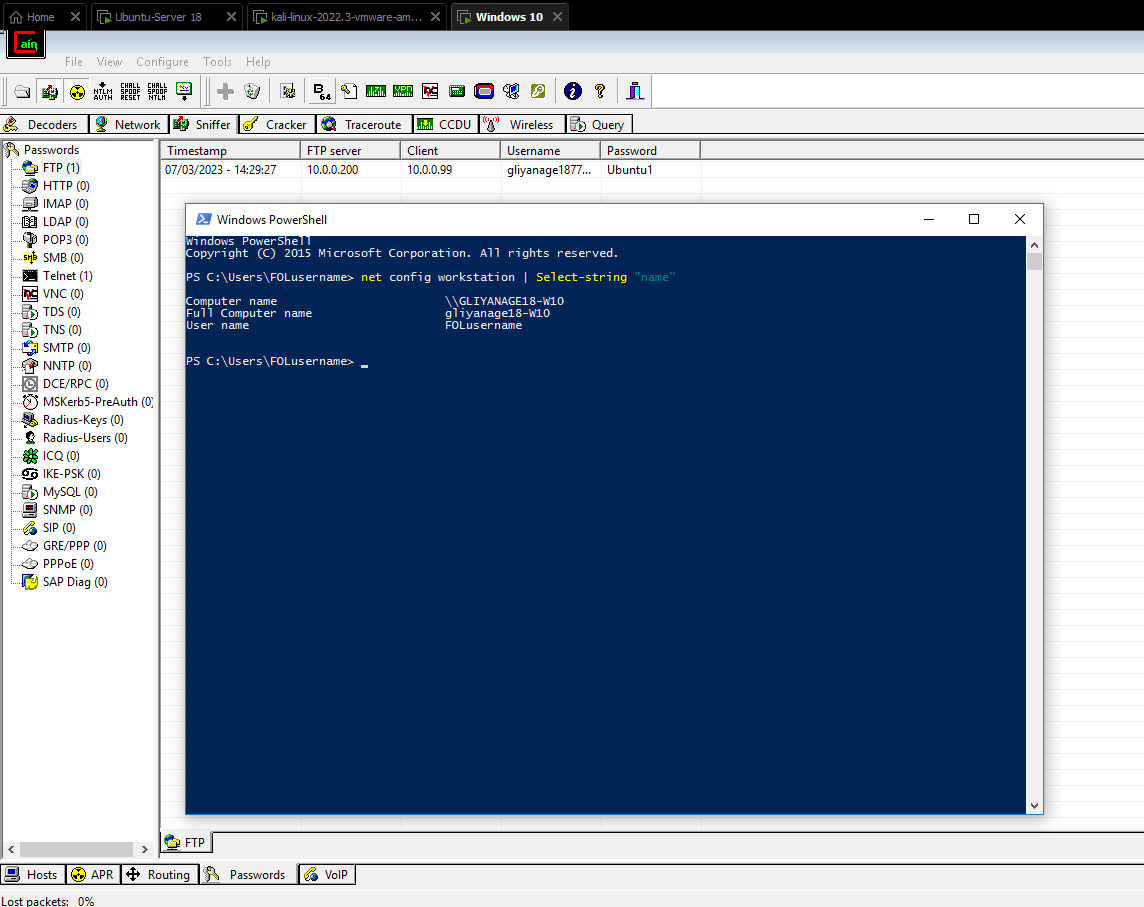 Home
Ubuntu-Server 18
kali-linux-2022.3-vmware-am...
Windows 10
Cain
File View Configure Tools Help
NTLM AUTH
CHALL SPOOF RESET
CHALL SPOOF NTLM
B 64
Decoders Network Sniffer Cracker Traceroute CCDU Wireless Query
Passwords
FTP (1)
HTTP (0)
IMAP (0)
LDAP (0)
POP3 (0)
SMB (0)
Telnet (1)
VNC (0)
TDS (0)
TNS (0)
SMTP (0)
NNTP (0)
DCE/RPC (0)
MSKerb5-PreAuth (0)
Radius-Keys (0)
Radius-Users (0)
ICQ (0)
IKE-PSK (0)
MySQL (0)
SNMP (0)
SIP (0)
GRE/PPP (0)
PPPoE (0)
SAP Diag (0)
Timestamp FTP server Client Username Password
07/03/2023 - 14:29:27 10.0.0.200 10.0.0.99 gliyanage1877... Ubuntu1
Windows PowerShell
Windows PowerShell
Copyright (C) 2015 Microsoft Corporation. All rights reserved.
PS C:\Users\FOLusername> net config workstation | Select-string "name"
Computer name \\GLIYANAGE18-W10
Full Computer name gliyanage18-W10
User name FOLusername
PS C:\Users\FOLusername>
FTP
Hosts APR Routing Passwords VoIP
Lost packets: 0%